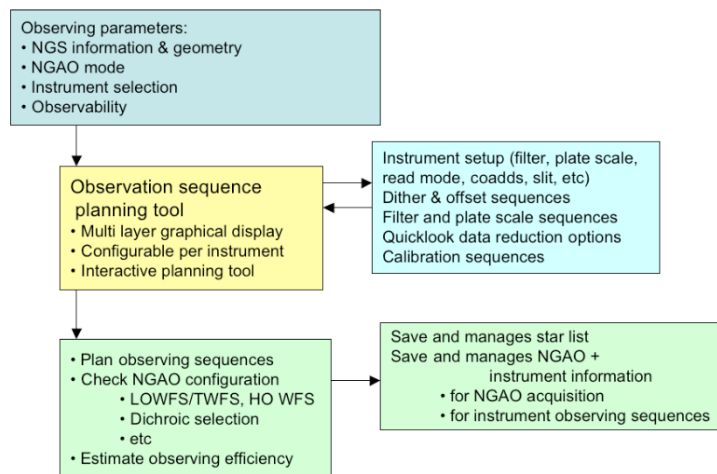 Observing parameters:
• NGS information & geometry
• NGAO mode
• Instrument selection
• Observability
Observation sequence
planning tool
• Multi layer graphical display
• Configurable per instrument
• Interactive planning tool
Instrument setup (filter, plate scale,
read mode, coadds, slit, etc)
Dither & offset sequences
Filter and plate scale sequences
Quicklook data reduction options
Calibration sequences
• Plan observing sequences
• Check NGAO configuration
• LOWFS/TWFS, HO WFS
• Dichroic selection
• etc
• Estimate observing efficiency
Save and manages star list
Save and manages NGAO +
instrument information
• for NGAO acquisition
• for instrument observing sequences